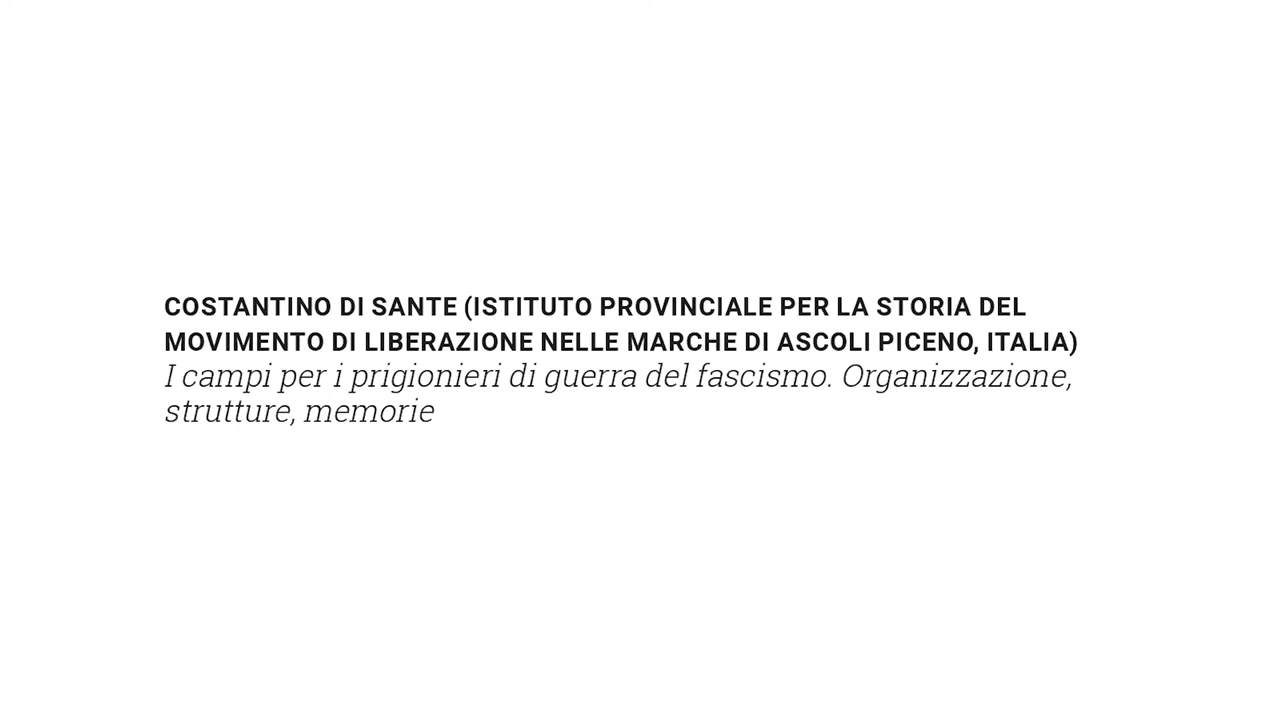 COSTANTINO DI SANTE (ISTITUTO PROVINCIALE PER LA STORIA DEL
MOVIMENTO DI LIBERAZIONE NELLE MARCHE DI ASCOLI PICENO, ITALIA)
I campi per i prigionieri di guerra del fascismo. Organizzazione,
strutture, memorie